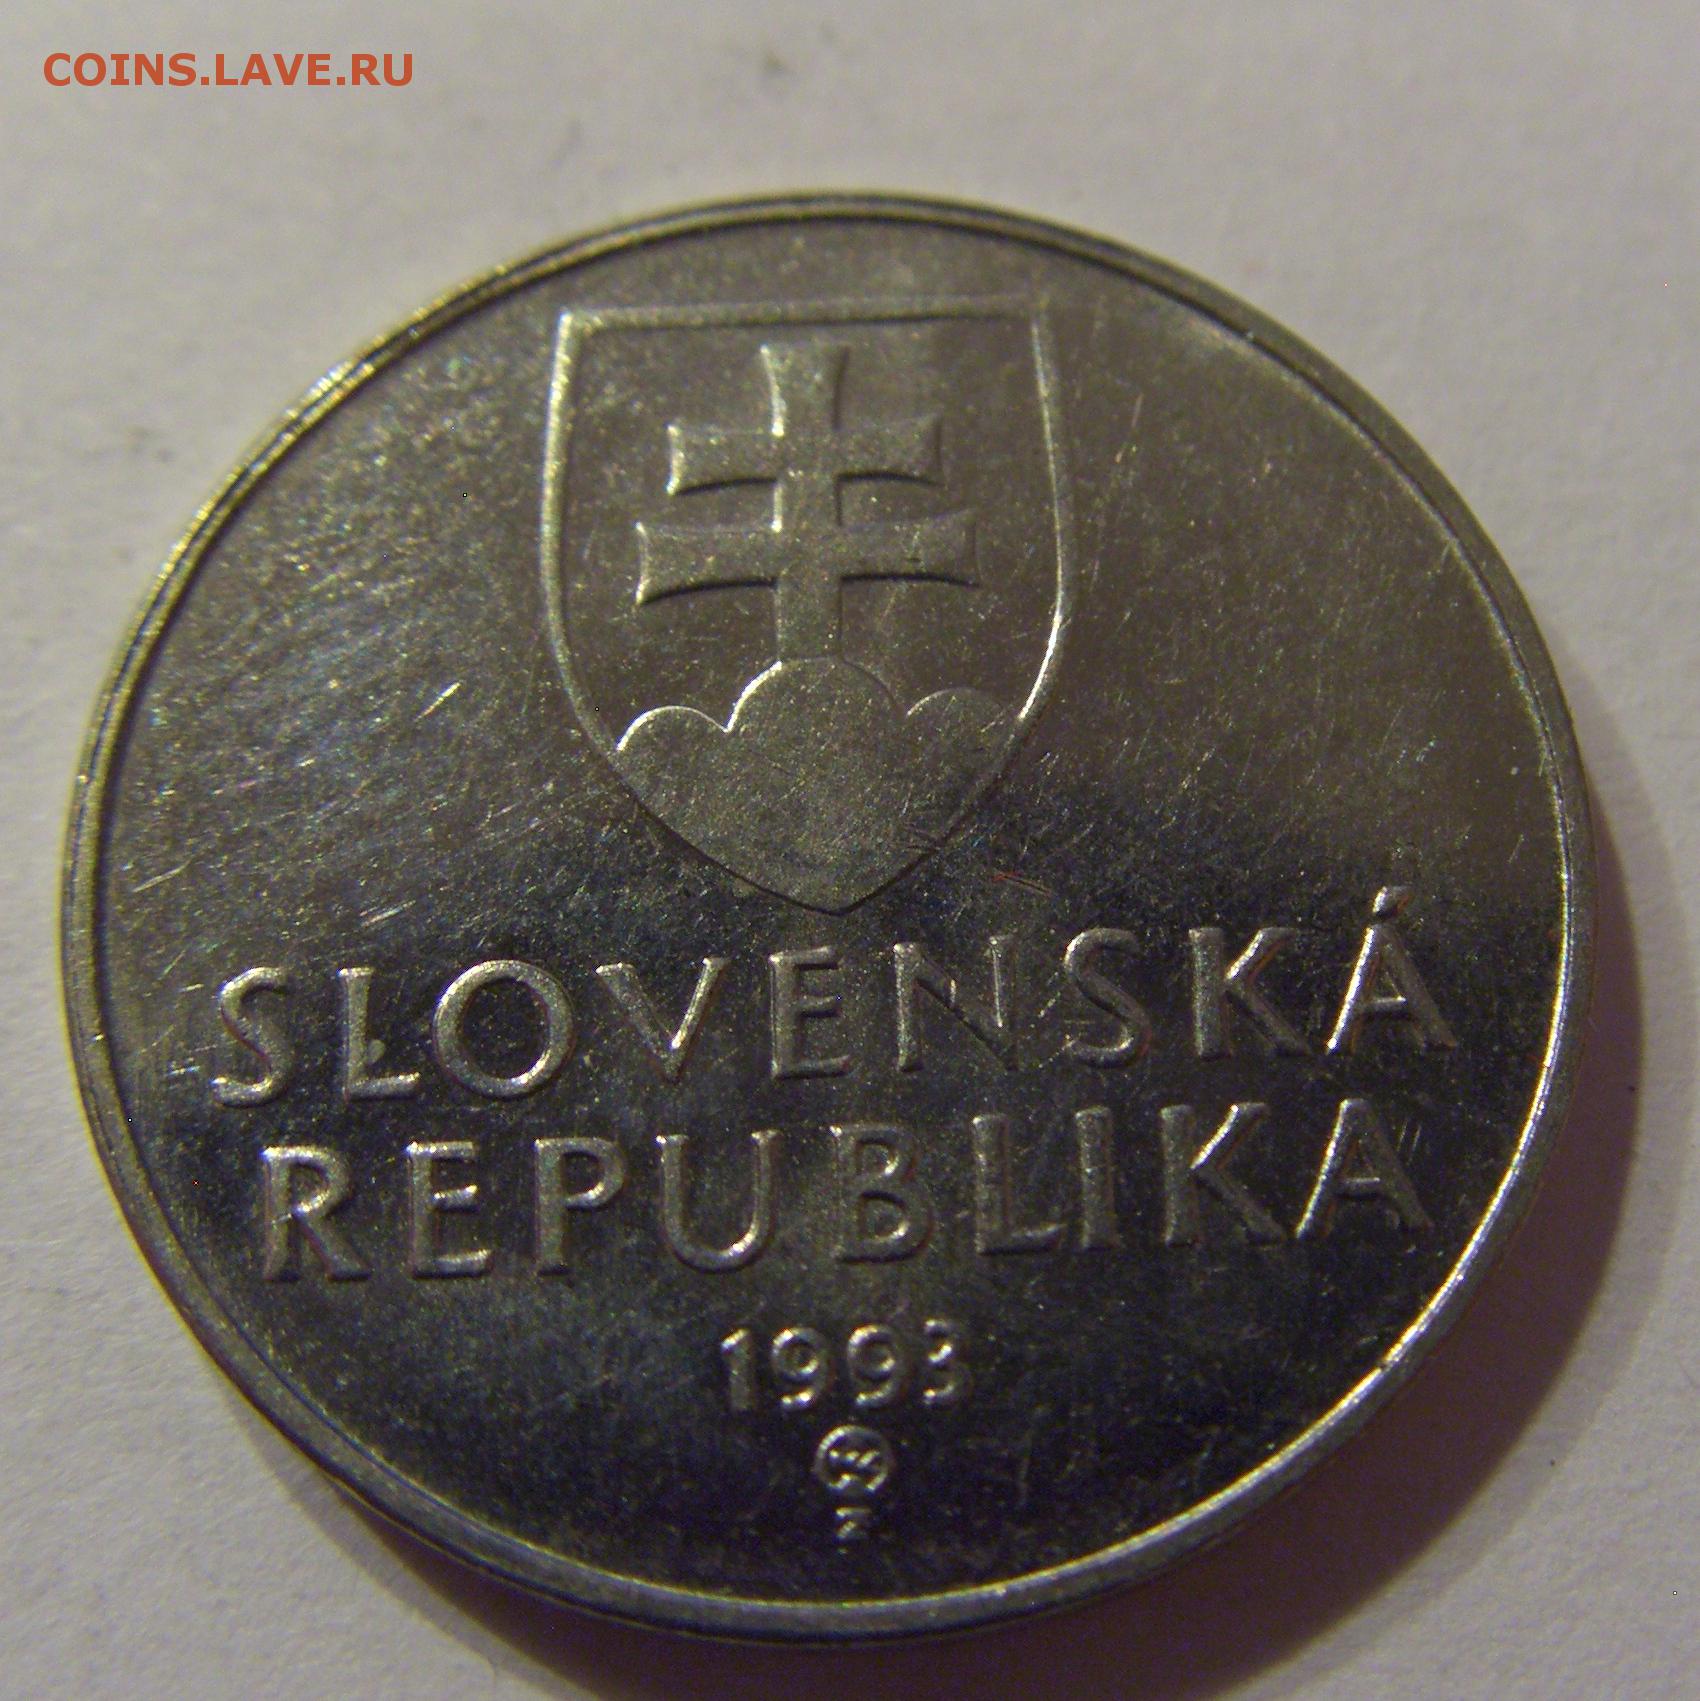 COINS.LAVE.RU
SLOVENSKÁ
REPUBLIKA
1993